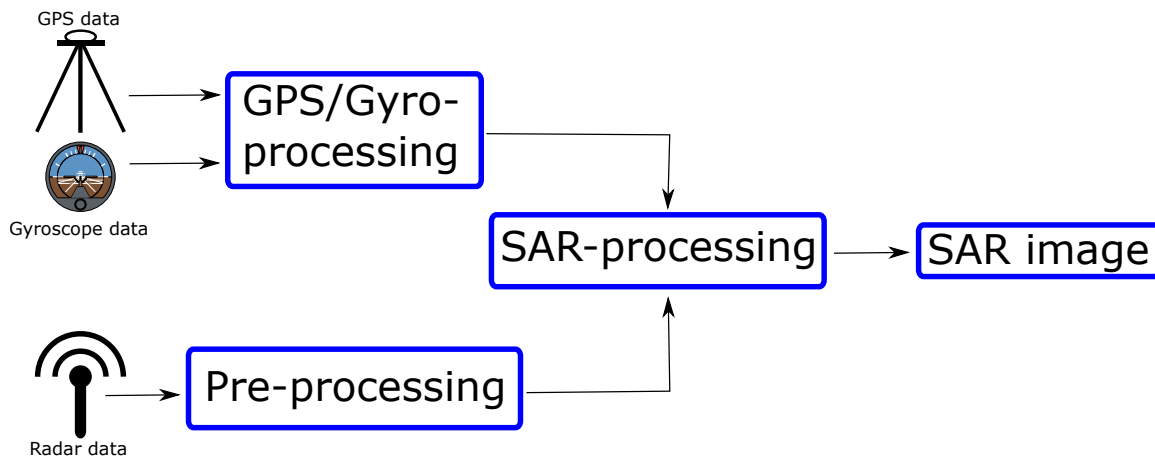 GPS data
GPS/Gyro-
processing
Gyroscope data
SAR-processing
SAR image
Pre-processing
Radar data